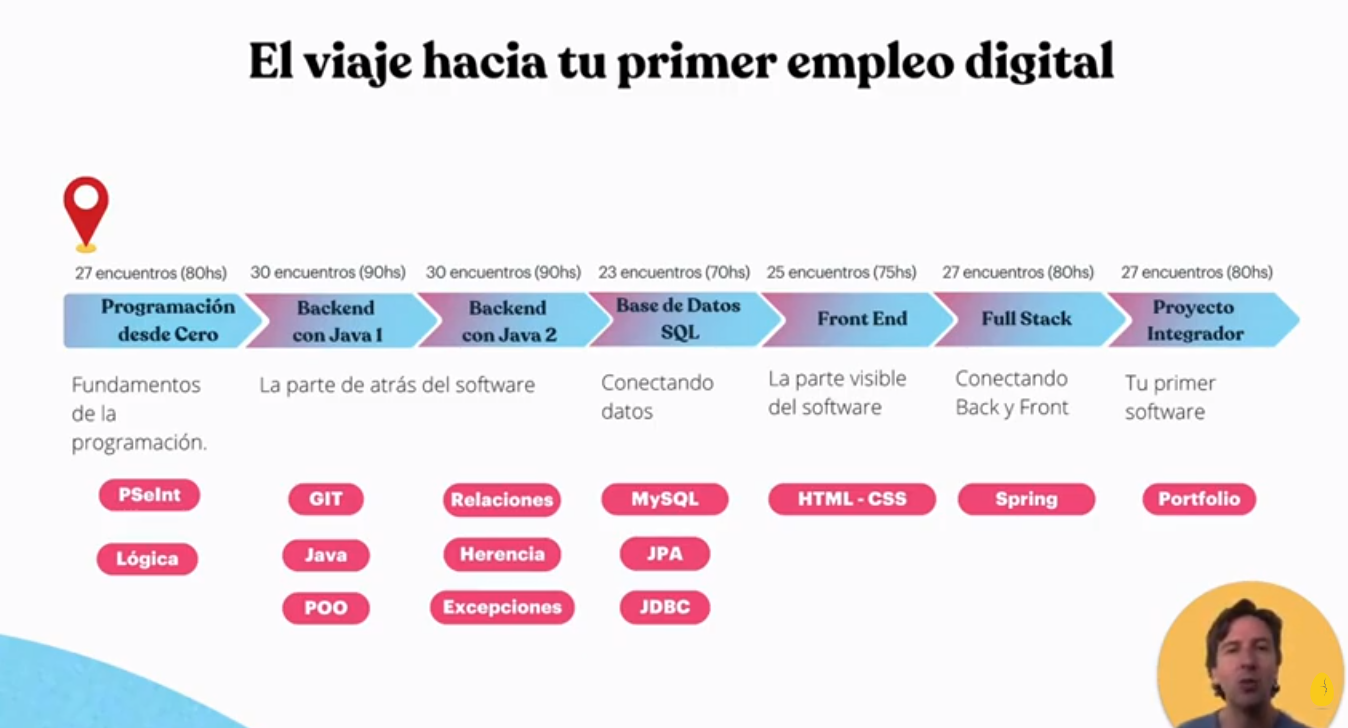 El viaje hacia tu primer empleo digital
27 encuentros (80hs)
30 encuentros (90hs)
30 encuentros (90hs)
23 encuentros (70hs)
25 encuentros (75hs)
27 encuentros (80hs)
27 encuentros (80hs)
Programación
desde Cero
Backend
con Java 1
Backend
con Java 2
Base de Datos
SQL
Front End
Full Stack
Proyecto
Integrador
Fundamentos
de la
programación.
La parte de atrás del software
Conectando
datos
La parte visible
del software
Conectando
Back y Front
Tu primer
software
PSeInt
Lógica
GIT
Java
POO
Relaciones
Herencia
Excepciones
MySQL
JPA
JDBC
HTML - CSS
Spring
Portfolio